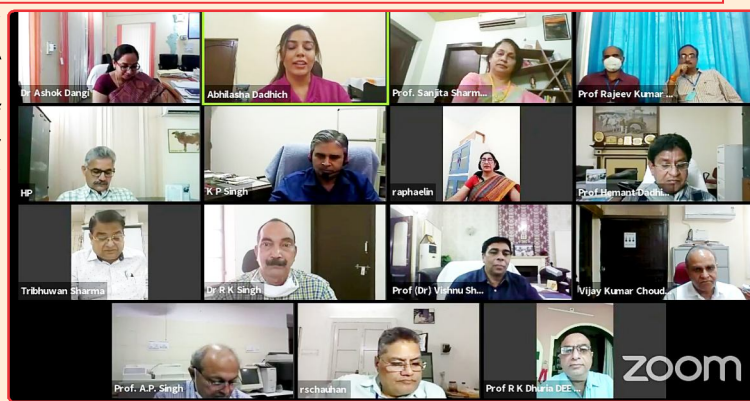 Dr Ashok Dangi
Abhilasha Dadhich
Prof. Sanjita Sharm...
Prof Rajeev Kumar ...
HP
K P Singh
raphaelin
Prof.Hemant Dadhi...
Tribhuwan Sharma
Dr R K Singh
Prof (Dr) Vishnu Sh...
Vijay Kumar Choud...
Prof. A.P. Singh
rschauhan
Prof R K Dhuria DEE ...
zoom